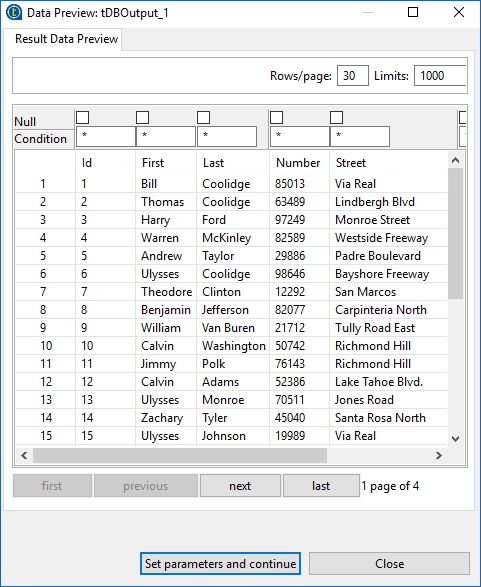 Data Preview: tDBOutput_1
Result Data Preview
Rows/page: 30 Limits: 1000
Null
Condition * * * * *
Id First Last Number Street
1 1 Bill Coolidge 85013 Via Real
2 2 Thomas Coolidge 63489 Lindbergh Blvd
3 3 Harry Ford 97249 Monroe Street
4 4 Warren McKinley 82589 Westside Freeway
5 5 Andrew Taylor 29886 Padre Boulevard
6 6 Ulysses Coolidge 98646 Bayshore Freeway
7 7 Theodore Clinton 12292 San Marcos
8 8 Benjamin Jefferson 82077 Carpinteria North
9 9 William Van Buren 21712 Tully Road East
10 10 Calvin Washington 50742 Richmond Hill
11 11 Jimmy Polk 76143 Richmond Hill
12 12 Calvin Adams 52386 Lake Tahoe Blvd.
13 13 Ulysses Monroe 70511 Jones Road
14 14 Zachary Tyler 45040 Santa Rosa North
15 15 Ulysses Johnson 19989 Via Real
first previous next last 1 page of 4
Set parameters and continue Close